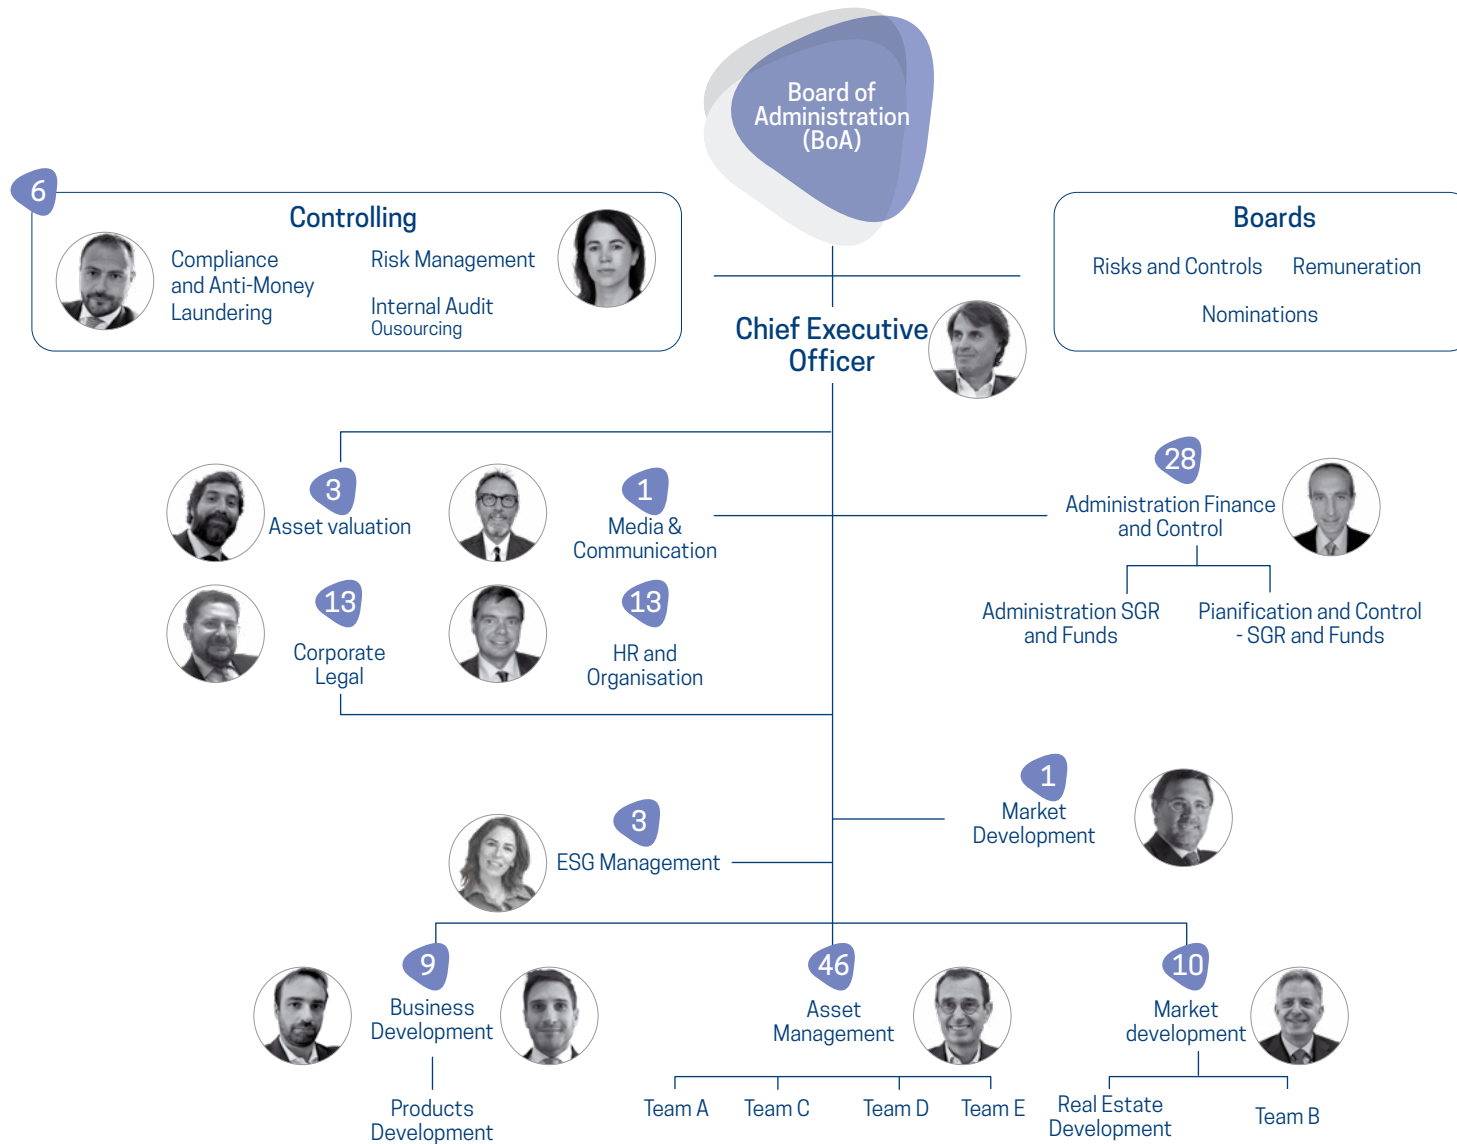 Board of
Administration
(BoA)
6
Controlling
Compliance
and Anti-Money
Laundering
Risk Management
Internal Audit
Ousourcing
Boards
Risks and Controls
Remuneration
Nominations
Chief Executive
Officer
3
Asset valuation
1
Media &
Communication
28
Administration Finance
and Control
13
Corporate
Legal
13
HR and
Organisation
Administration SGR
and Funds
Pianification and Control
- SGR and Funds
1
Market
Development
3
ESG Management
9
Business
Development
46
Asset
Management
10
Market
development
Products
Development
Team A
Team C
Team D
Team E
Real Estate
Development
Team B